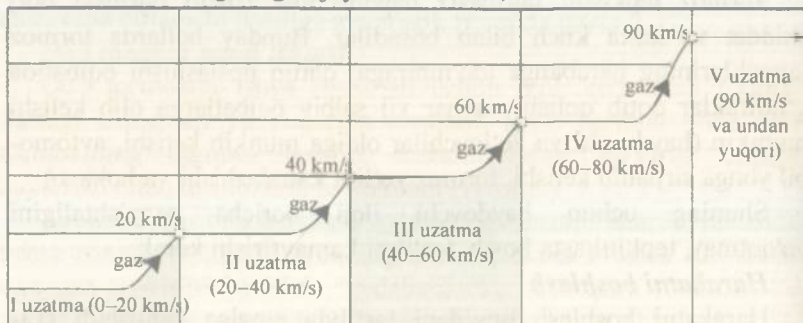 90 km/s
gaz
V uzatma
(90 km/s
va undan
yuqori)
60 km/s
gaz
IV uzatma
(60–80 km/s)
40 km/s
gaz
III uzatma
(40–60 km/s)
20 km/s
gaz
II uzatma
(20–40 km/s)
I uzatma (0–20 km/s)